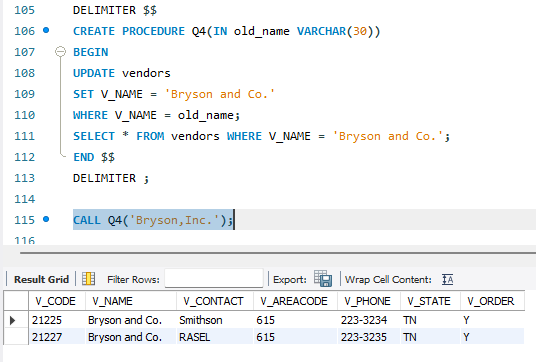 105 DELIMITER $$
106 CREATE PROCEDURE Q4(IN old_name VARCHAR(30))
107 BEGIN
108 UPDATE vendors
109 SET V_NAME = 'Bryson and Co.'
110 WHERE V_NAME = old_name;
111 SELECT * FROM vendors WHERE V_NAME = 'Bryson and Co.';
112 END $$
113 DELIMITER ;
114
115 CALL Q4('Bryson,Inc.');
116
Result Grid Filter Rows: Export: Wrap Cell Content:
V_CODE V_NAME V_CONTACT V_AREACODE V_PHONE V_STATE V_ORDER
21225 Bryson and Co. Smithson 615 223-3234 TN Y
21227 Bryson and Co. RASEL 615 223-3235 TN Y